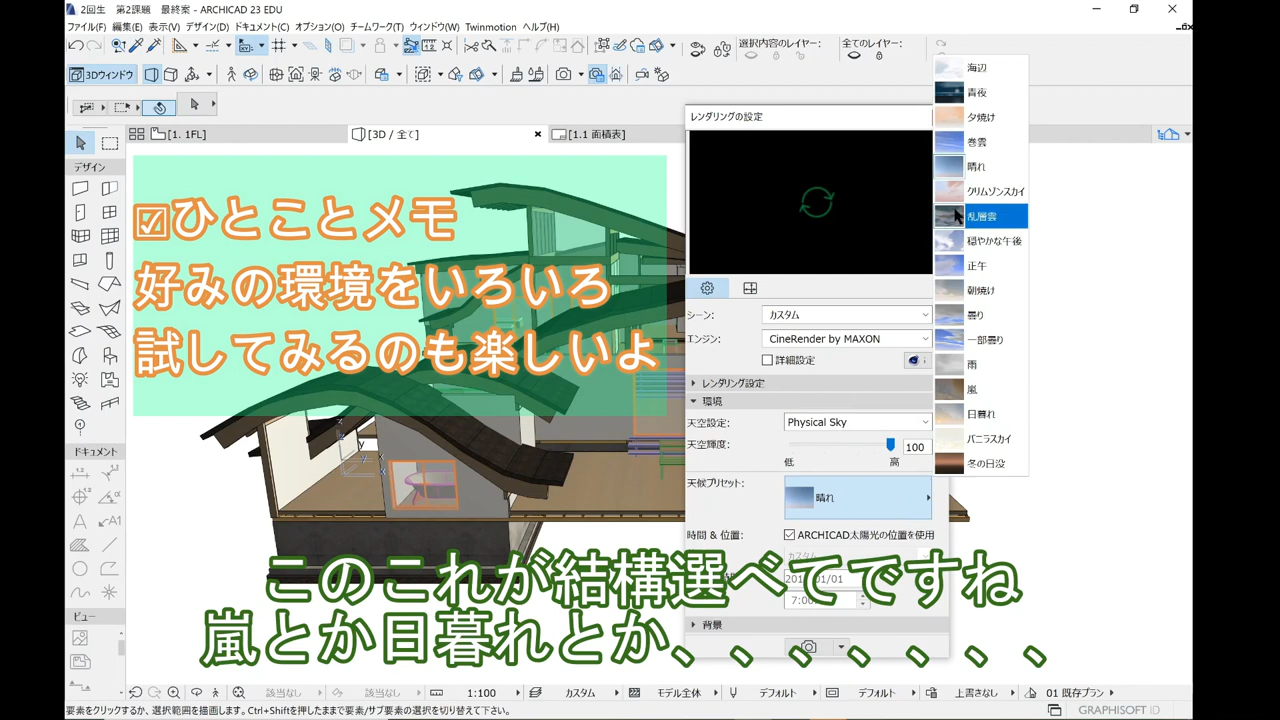 2回生 第2課題 最終案 - ARCHICAD 23 EDU
ファイル(F) 編集(E) 表示(V) デザイン(D) ドキュメント(C) オプション(O) チームワーク(T) ウィンドウ(W) Twinmotion ヘルプ(H)
選択内容のレイヤー: 全てのレイヤー:
3Dウィンドウ
[1. 1FL] [3D / 全て] [1.1 面積表]
デザイン
ドキュメント
ビュー
☑ひとことメモ
好みの環境をいろいろ
試してみるのも楽しいよ
レンダリングの設定
シーン: カスタム
エンジン: CineRender by MAXON
詳細設定
レンダリング設定
環境
天空設定: Physical Sky
天空輝度: 100
低 高
天候プリセット: 晴れ
時間 & 位置: ARCHICAD太陽光の位置を使用
カスタム
7:00
背景
海辺
青夜
夕焼け
巻雲
晴れ
クリムゾンスカイ
乱層雲
穏やかな午後
正午
朝焼け
曇り
一部曇り
雨
嵐
日暮れ
バニラスカイ
冬の日没
このこれが結構選べてですね
嵐とか日暮れとか、、、、、、、
該当なし 該当なし 1:100 カスタム モデル全体 デフォルト デフォルト 上書きなし 01 既存プラン
要素をクリックするか、選択範囲を描画します。Ctrl+Shiftを押したままで要素/サブ要素の選択を切り替えて下さい。
GRAPHISOFT ID